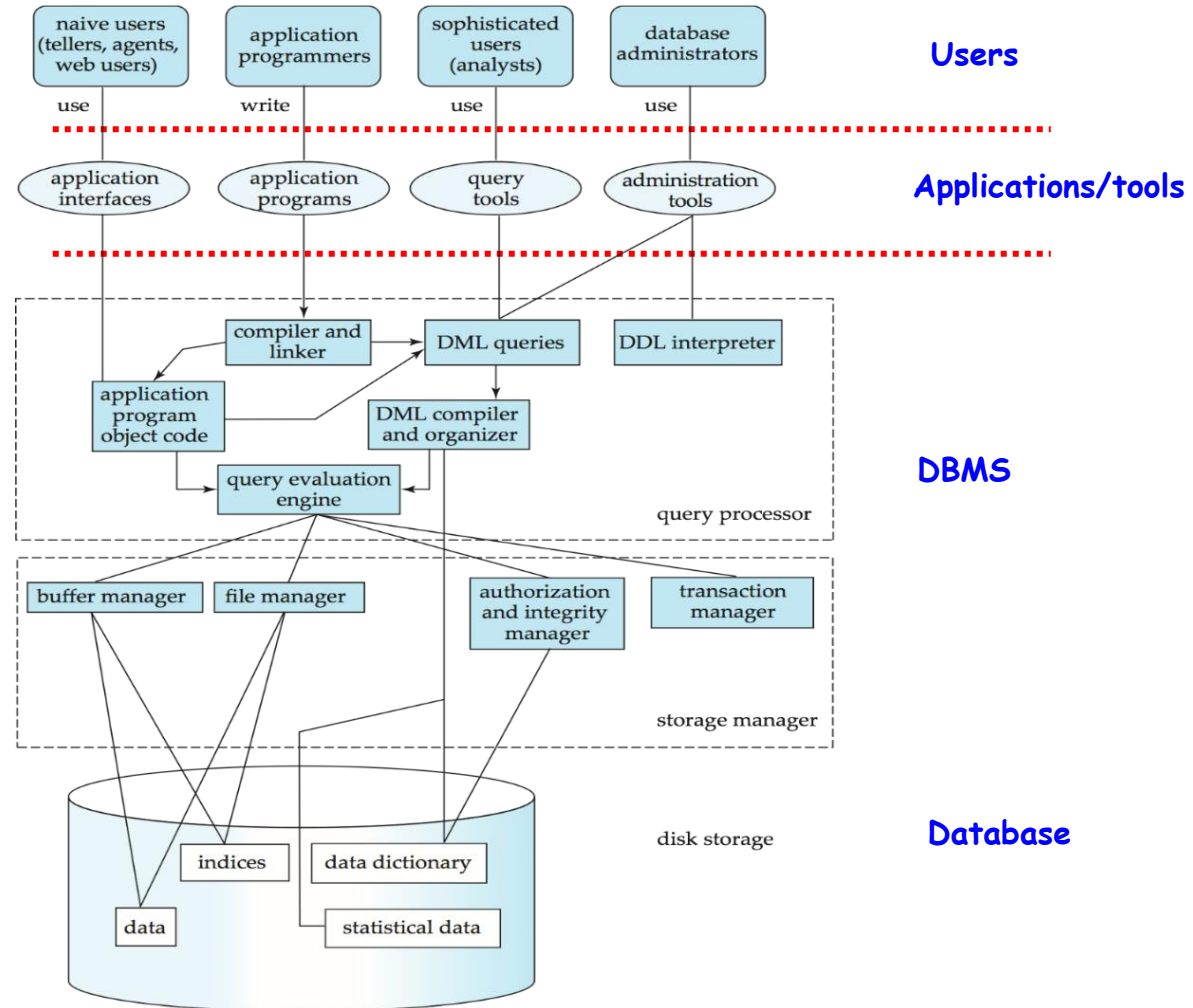 naive users
(tellers, agents,
web users)
application
programmers
sophisticated
users
(analysts)
database
administrators
Users
use
write
use
use
application
interfaces
application
programs
query
tools
administration
tools
Applications/tools
compiler and
linker
DML queries
DDL interpreter
application
program
object code
DML compiler
and organizer
query evaluation
engine
DBMS
query processor
buffer manager
file manager
authorization
and integrity
manager
transaction
manager
storage manager
disk storage
Database
indices
data dictionary
data
statistical data